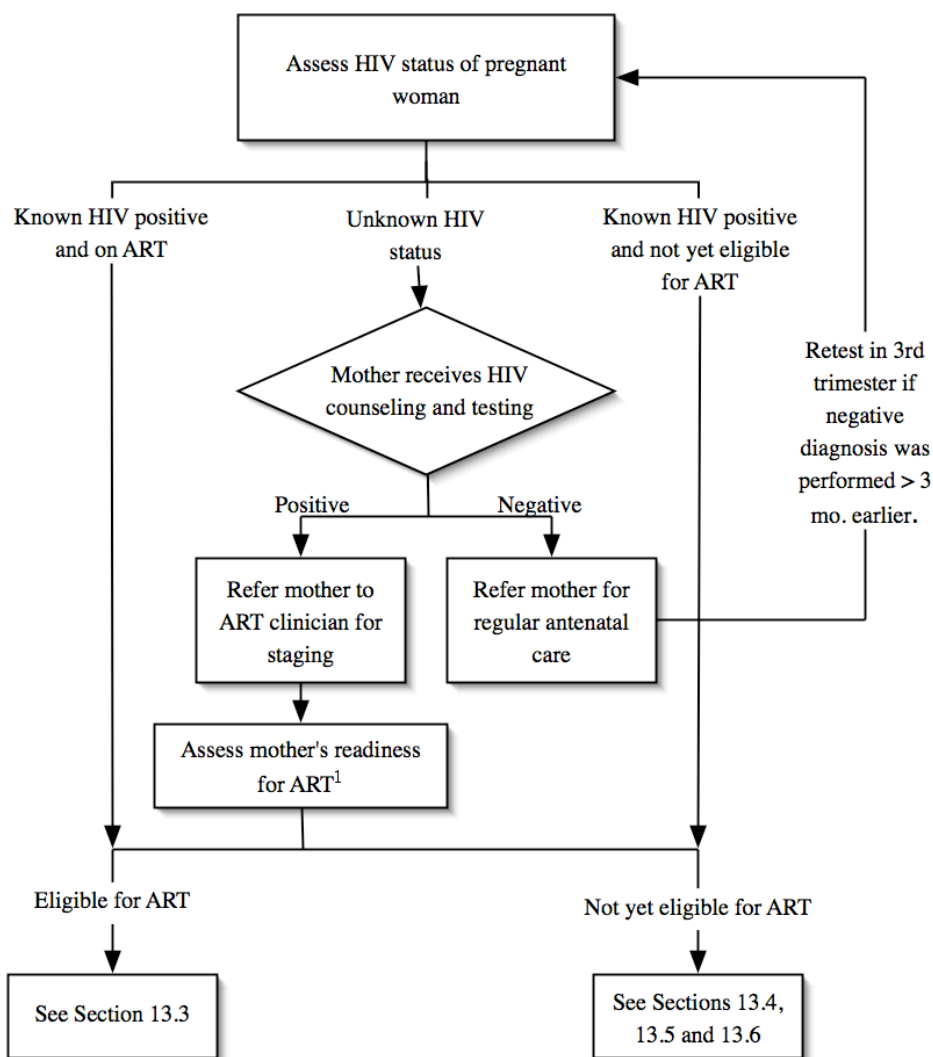 Assess HIV status of pregnant
woman
Known HIV positive
and on ART
Unknown HIV
status
Known HIV positive
and not yet eligible
for ART
Mother receives HIV
counseling and testing
Retest in 3rd
trimester if
negative
diagnosis was
performed > 3
mo. earlier.
Positive
Negative
Refer mother to
ART clinician for
staging
Refer mother for
regular antenatal
care
Assess mother's readiness
for ART¹
Eligible for ART
Not yet eligible for ART
See Section 13.3
See Sections 13.4,
13.5 and 13.6